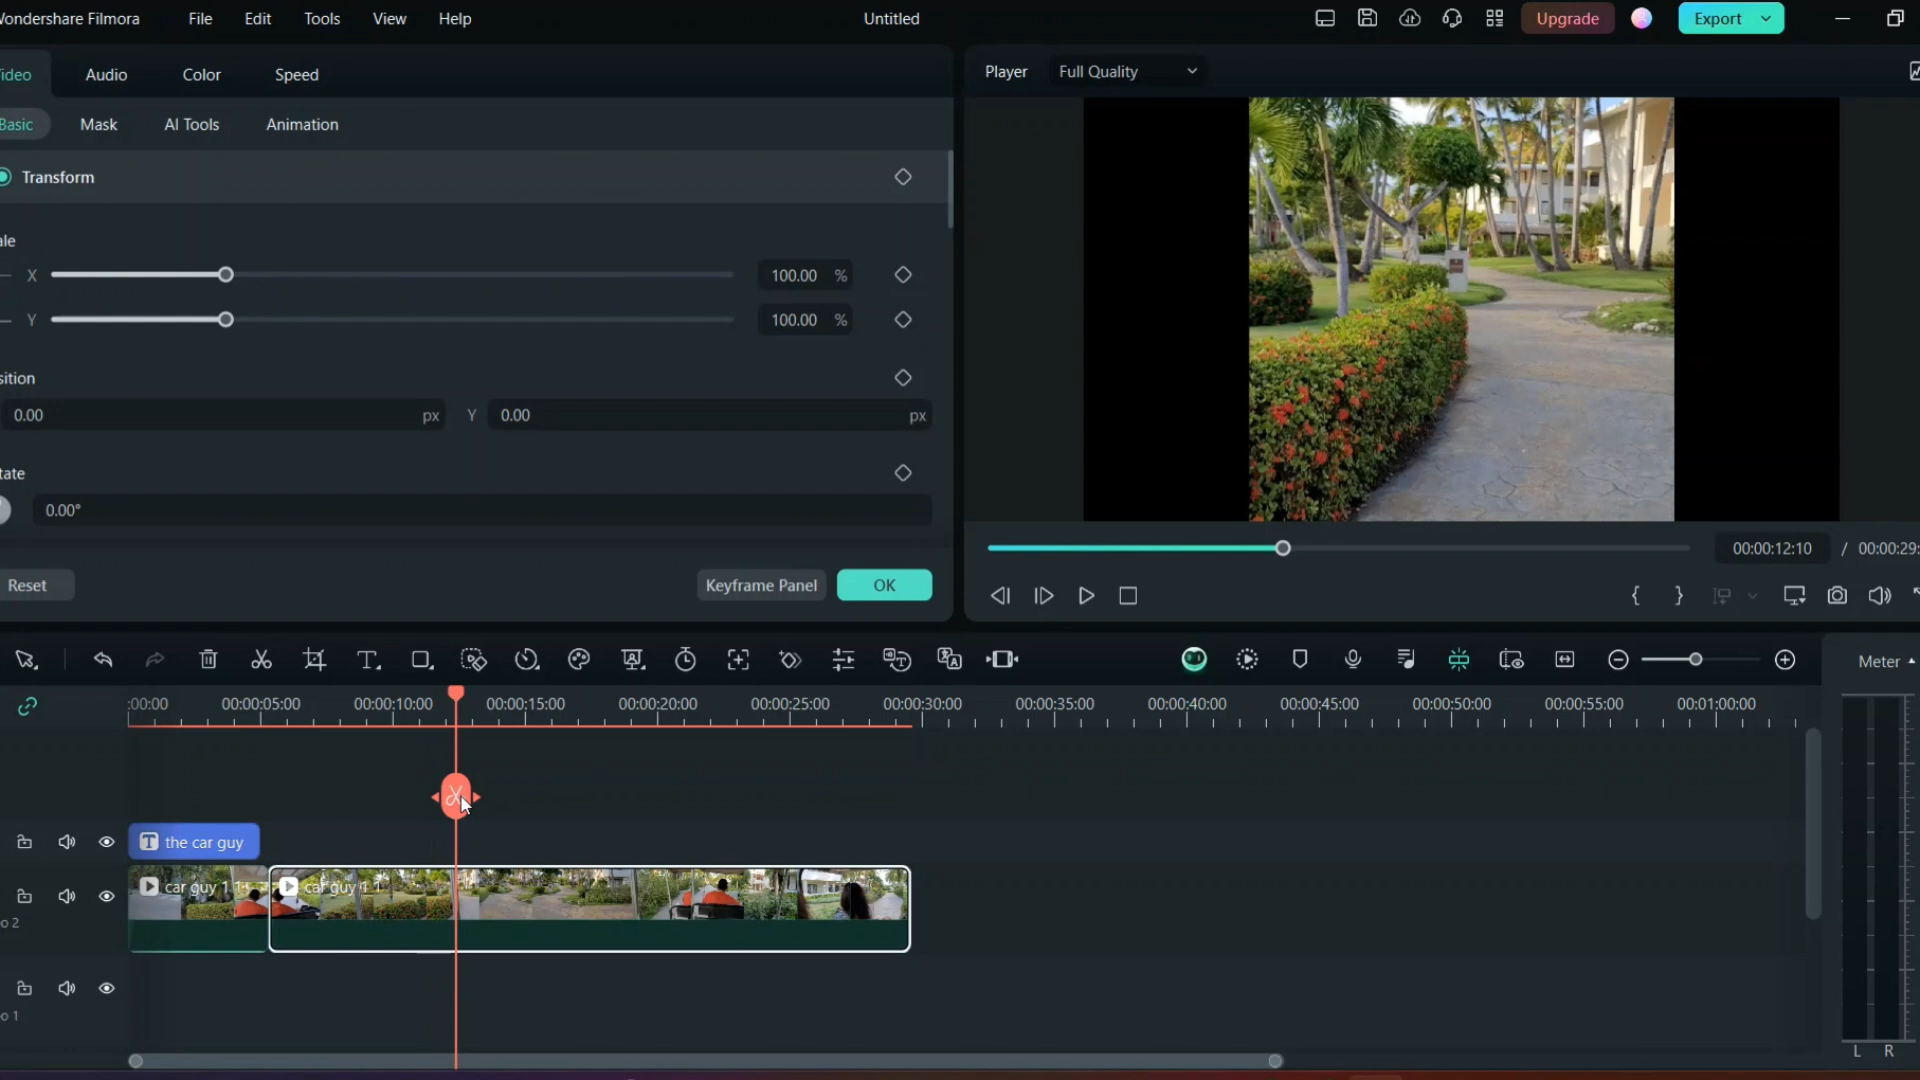 ondershare Filmora File Edit Tools View Help Untitled Upgrade Export
ideo Audio Color Speed Player Full Quality
Basic Mask AI Tools Animation
Transform
ale
X 100.00 %
Y 100.00 %
sition
0.00 px Y 0.00 px
tate
0.00°
00:00:12:10 / 00:00:29:
Reset Keyframe Panel OK
Meter
:00:00 00:00:05:00 00:00:10:00 00:00:15:00 00:00:20:00 00:00:25:00 00:00:30:00 00:00:35:00 00:00:40:00 00:00:45:00 00:00:50:00 00:00:55:00 00:01:00:00
T the car guy
car guy 1 1 car guy 1 1
o 2
o 1
L R